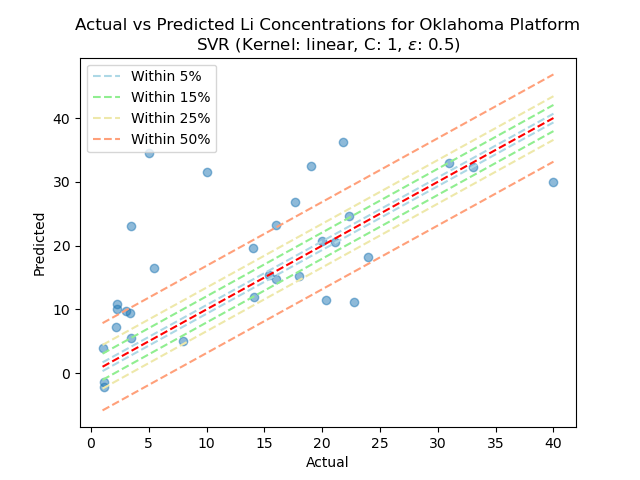 Actual vs Predicted Li Concentrations for Oklahoma Platform
SVR (Kernel: linear, C: 1, ε: 0.5)
Within 5%
Within 15%
Within 25%
Within 50%
40
30
20
10
0
Predicted
0 5 10 15 20 25 30 35 40
Actual